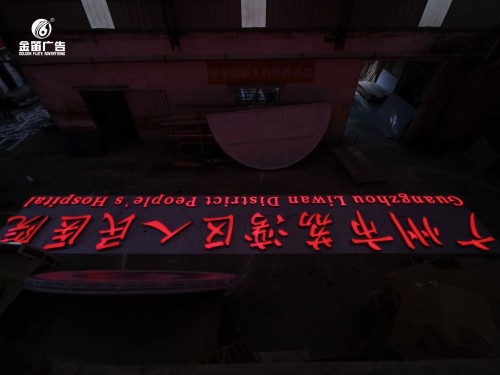 金笛广告
GOLDEN FLUTE ADVERTISING
广州市荔湾区人民医院
Guangzhou Liwan District People's Hospital